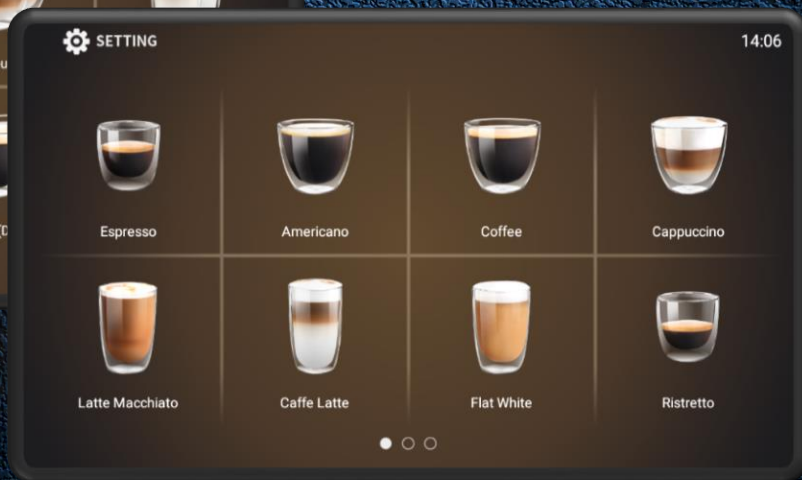 SETTING
14:06
Espresso
Americano
Coffee
Cappuccino
Latte Macchiato
Caffe Latte
Flat White
Ristretto